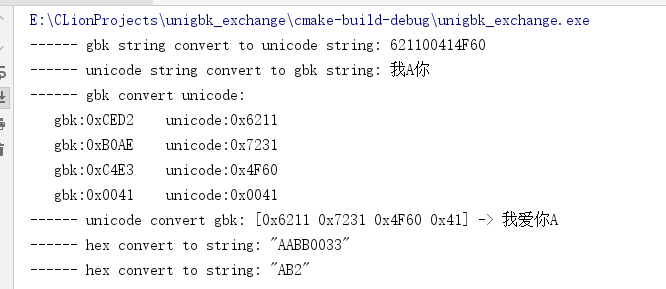 E:\CLionProjects\unigbk_exchange\cmake-build-debug\unigbk_exchange.exe
------ gbk string convert to unicode string: 621100414F60
------ unicode string convert to gbk string: 我A你
------ gbk convert unicode:
gbk:0xCED2    unicode:0x6211
gbk:0xB0AE    unicode:0x7231
gbk:0xC4E3    unicode:0x4F60
gbk:0x0041    unicode:0x0041
------ unicode convert gbk: [0x6211 0x7231 0x4F60 0x41] -> 我爱你A
------ hex convert to string: "AABB0033"
------ hex convert to string: "AB2"